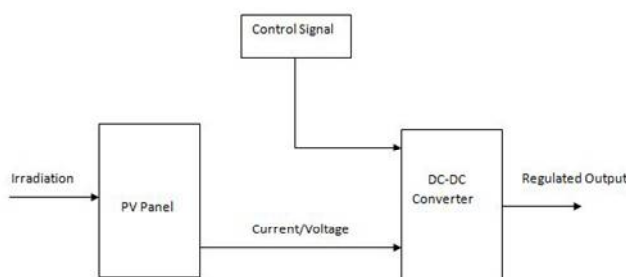 Control Signal
Irradiation
PV Panel
Current/Voltage
DC-DC
Converter
Regulated Output